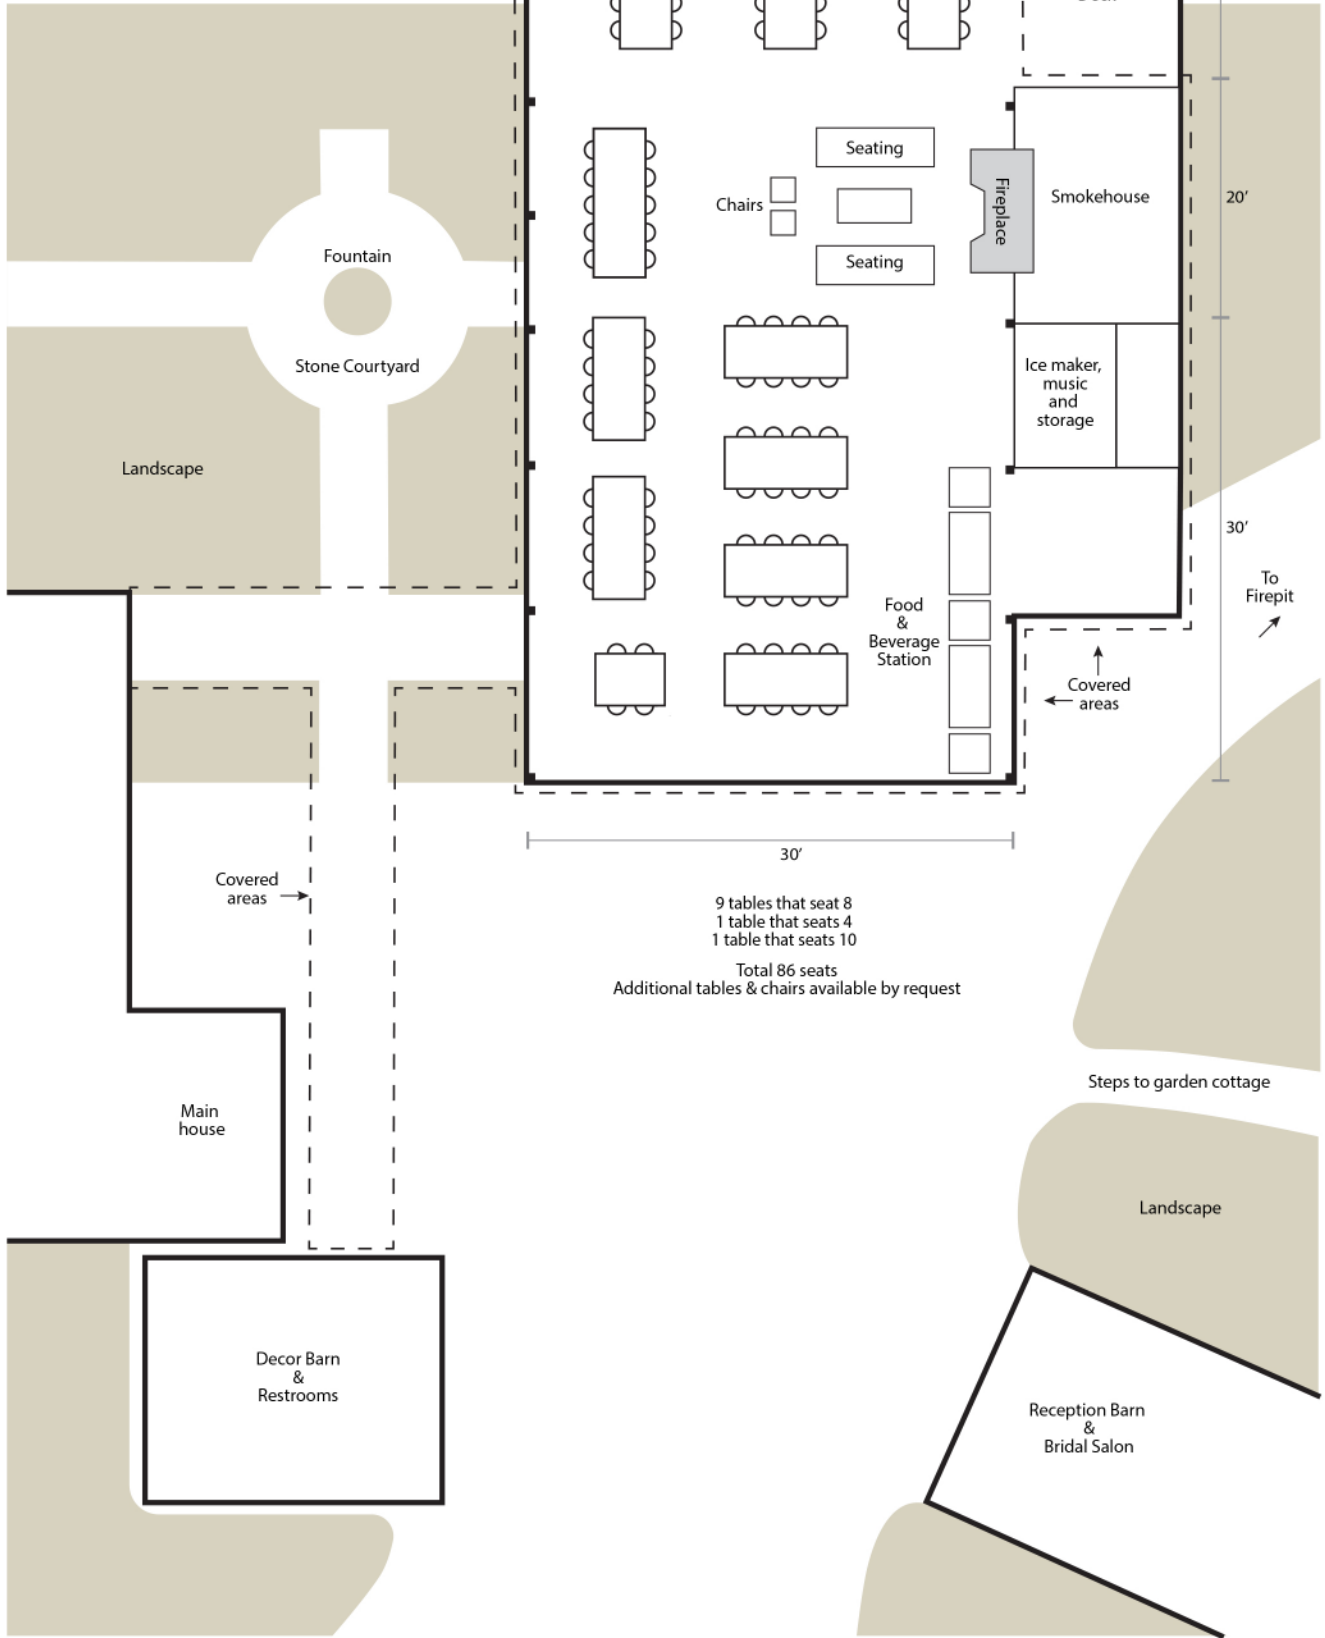 Seating
Chairs
Fireplace
Smokehouse
20’
Fountain
Seating
Stone Courtyard
Ice maker,
music
and
storage
Landscape
30’
To
Firepit
Food
&
Beverage
Station
Covered
areas
30’
Covered
areas
9 tables that seat 8
1 table that seats 4
1 table that seats 10
Total 86 seats
Additional tables & chairs available by request
Steps to garden cottage
Main
house
Landscape
Decor Barn
&
Restrooms
Reception Barn
&
Bridal Salon